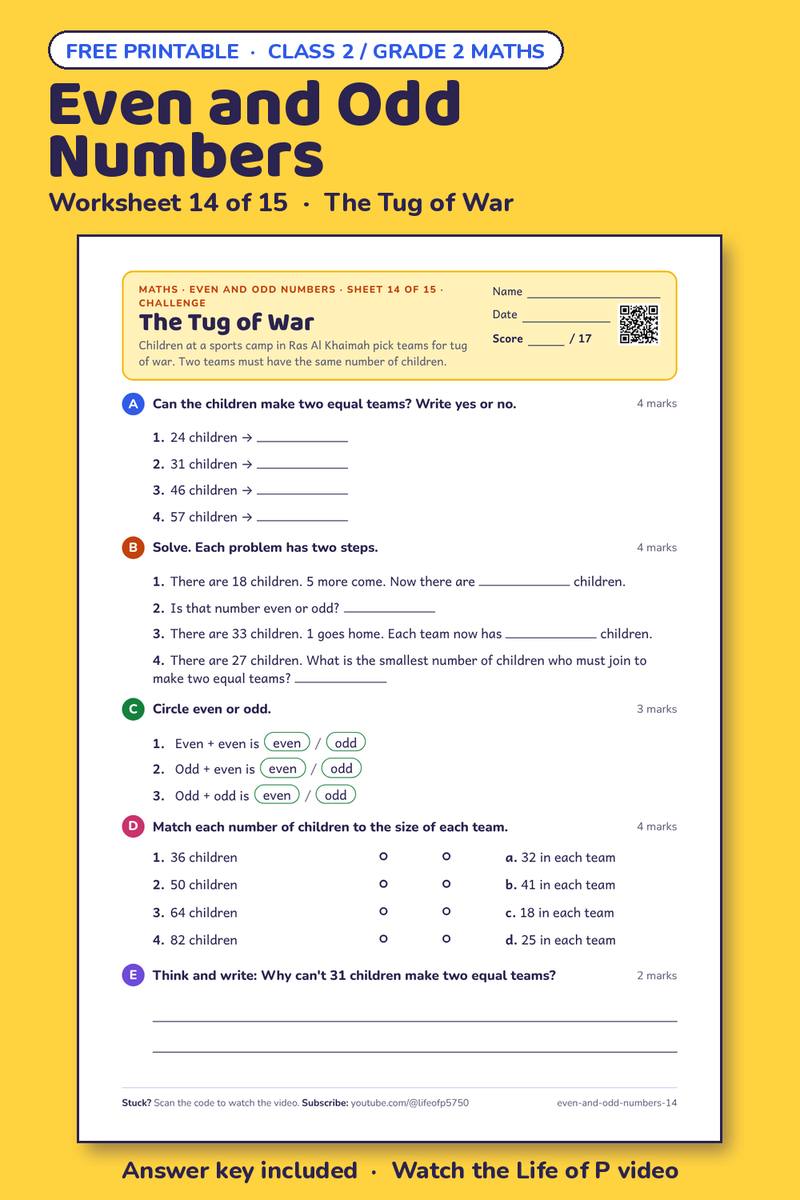 FREE PRINTABLE · CLASS 2 / GRADE 2 MATHS
Even and Odd
Numbers
Worksheet 14 of 15 · The Tug of War
MATHS · EVEN AND ODD NUMBERS · SHEET 14 OF 15 ·
CHALLENGE
The Tug of War
Children at a sports camp in Ras Al Khaimah pick teams for tug
of war. Two teams must have the same number of children.
Name ______
Date ______
Score ______ / 17
A Can the children make two equal teams? Write yes or no. 4 marks
1. 24 children → ______
2. 31 children → ______
3. 46 children → ______
4. 57 children → ______
B Solve. Each problem has two steps. 4 marks
1. There are 18 children. 5 more come. Now there are ______ children.
2. Is that number even or odd? ______
3. There are 33 children. 1 goes home. Each team now has ______ children.
4. There are 27 children. What is the smallest number of children who must join to
make two equal teams? ______
C Circle even or odd. 3 marks
1. Even + even is even / odd
2. Odd + even is even / odd
3. Odd + odd is even / odd
D Match each number of children to the size of each team. 4 marks
1. 36 children a. 32 in each team
2. 50 children b. 41 in each team
3. 64 children c. 18 in each team
4. 82 children d. 25 in each team
E Think and write: Why can't 31 children make two equal teams? 2 marks
Stuck? Scan the code to watch the video. Subscribe: youtube.com/@lifeofp5750 even-and-odd-numbers-14
Answer key included · Watch the Life of P video